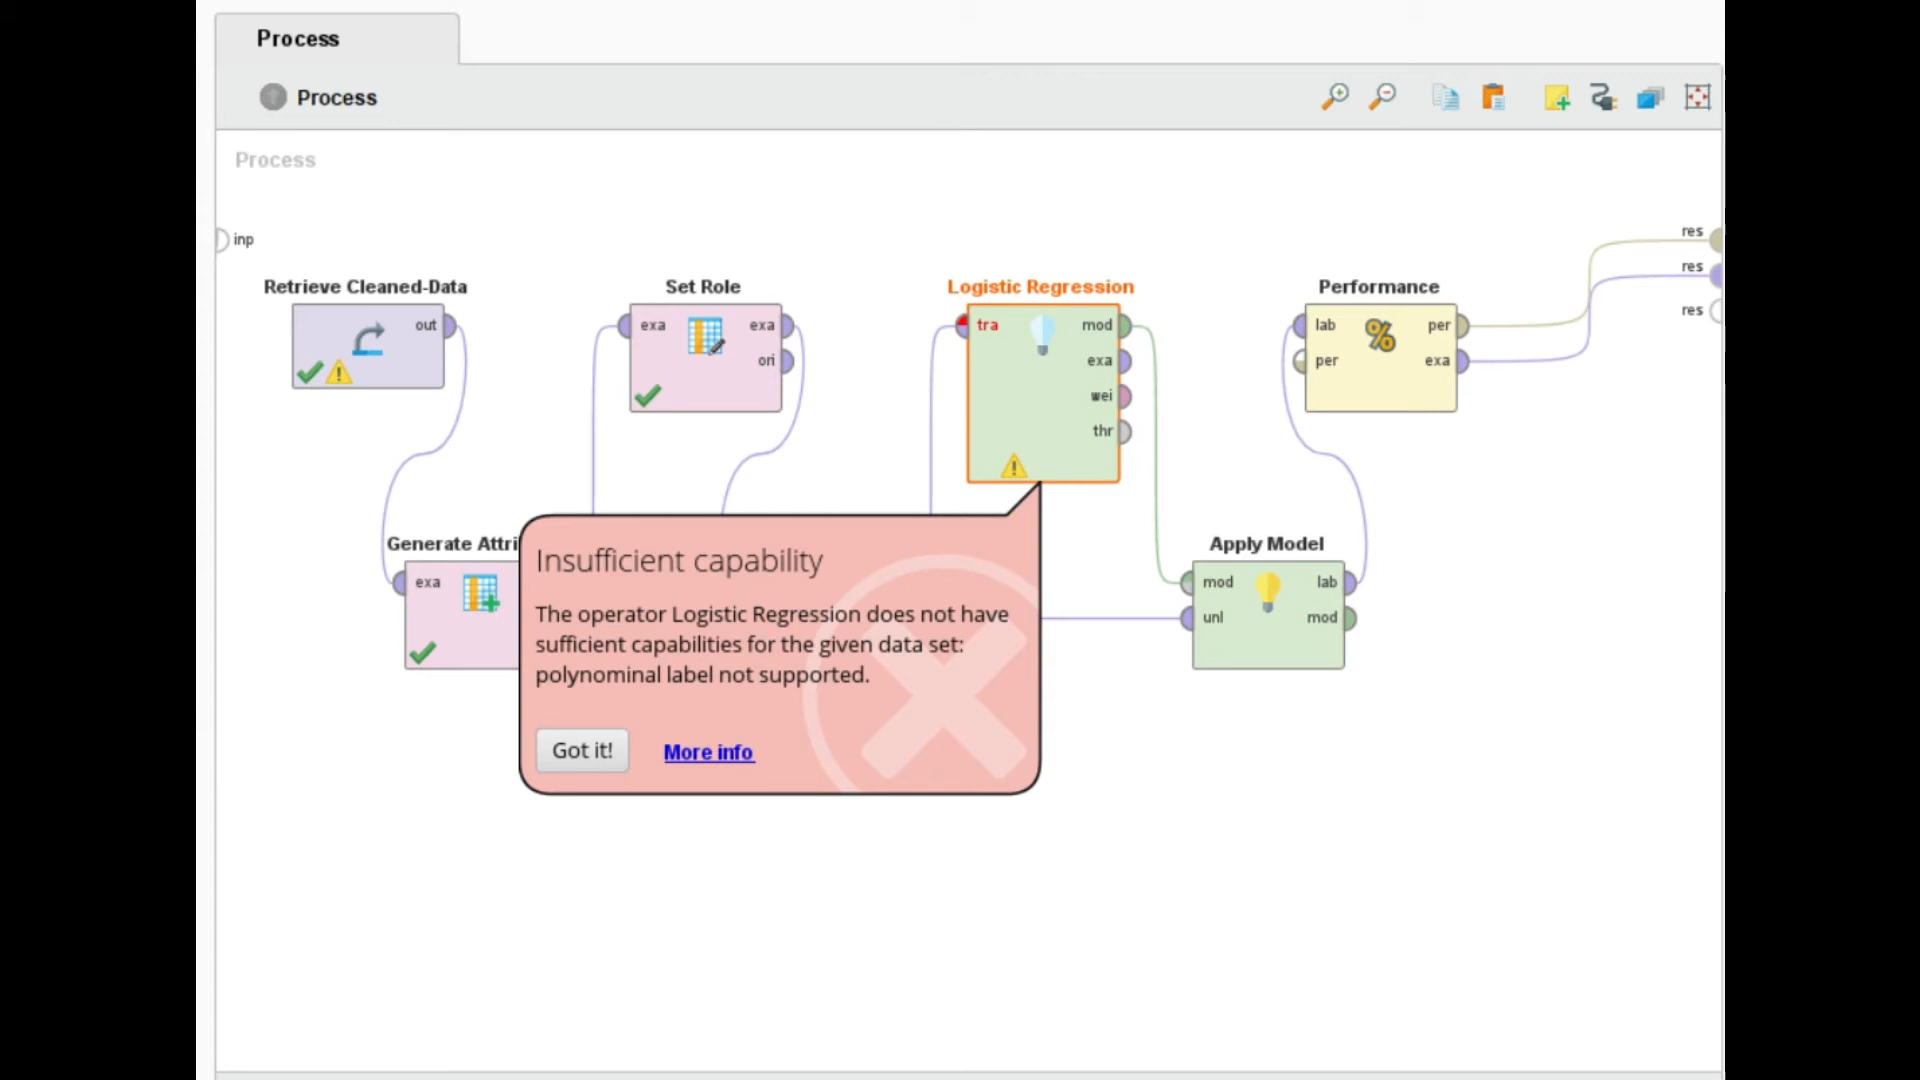 Process
Process
Process
inp
res
res
res
Retrieve Cleaned-Data
out
Set Role
exa
exa
ori
Logistic Regression
tra
mod
exa
wei
thr
Performance
lab
per
per
exa
Generate Attri
exa
Insufficient capability
The operator Logistic Regression does not have
sufficient capabilities for the given data set:
polynominal label not supported.
Got it!
More info
Apply Model
mod
lab
unl
mod